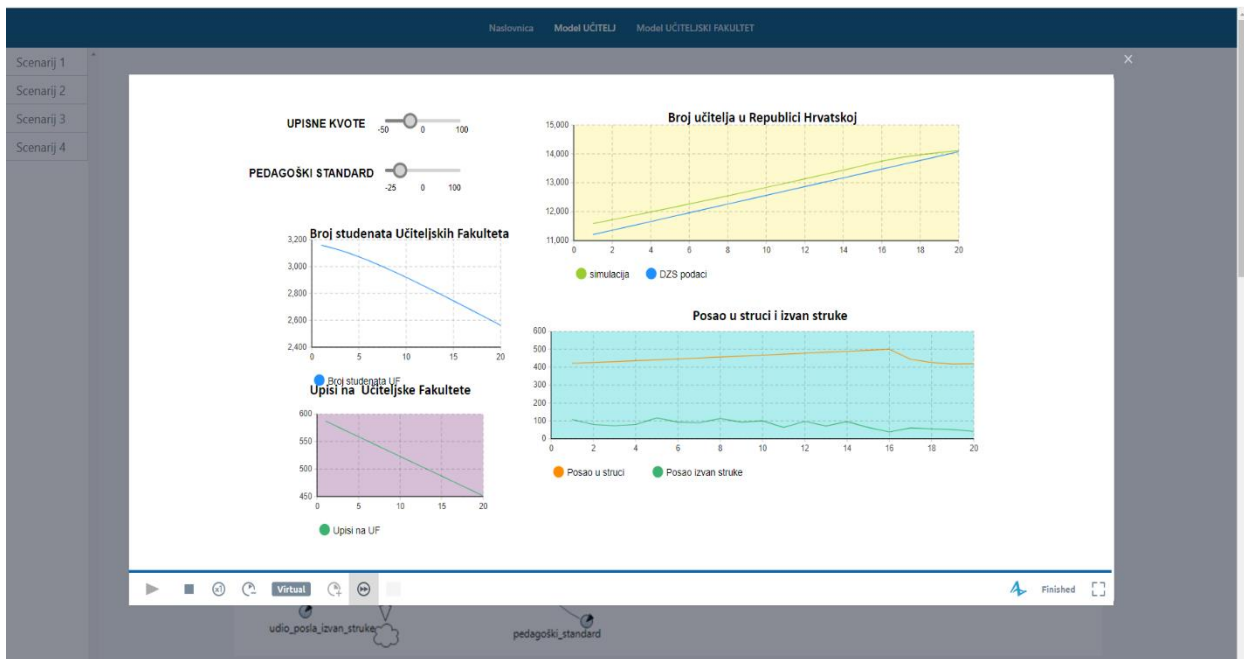 Naslovnica Model UČITELJ Model UČITELJSKI FAKULTET
Scenarij 1
Scenarij 2
Scenarij 3
Scenarij 4
X
UPISNE KVOTE
-50 0 100
PEDAGOŠKI STANDARD
-25 0 100
Broj studenata Učiteljskih Fakulteta
3,200
3,000
2,800
2,600
2,400
0 5 10 15 20
Broj studenata UF
Upisi na Učiteljske Fakultete
600
550
500
450
0 5 10 15 20
Upisi na UF
Broj učitelja u Republici Hrvatskoj
15,000
14,000
13,000
12,000
11,000
0 2 4 6 8 10 12 14 16 18 20
simulacija DZS podaci
Posao u struci i izvan struke
600
500
400
300
200
100
0
0 2 4 6 8 10 12 14 16 18 20
Posao u struci Posao izvan struke
x1 Virtual Finished
udio_posla_izvan_struke
pedagoški_standard